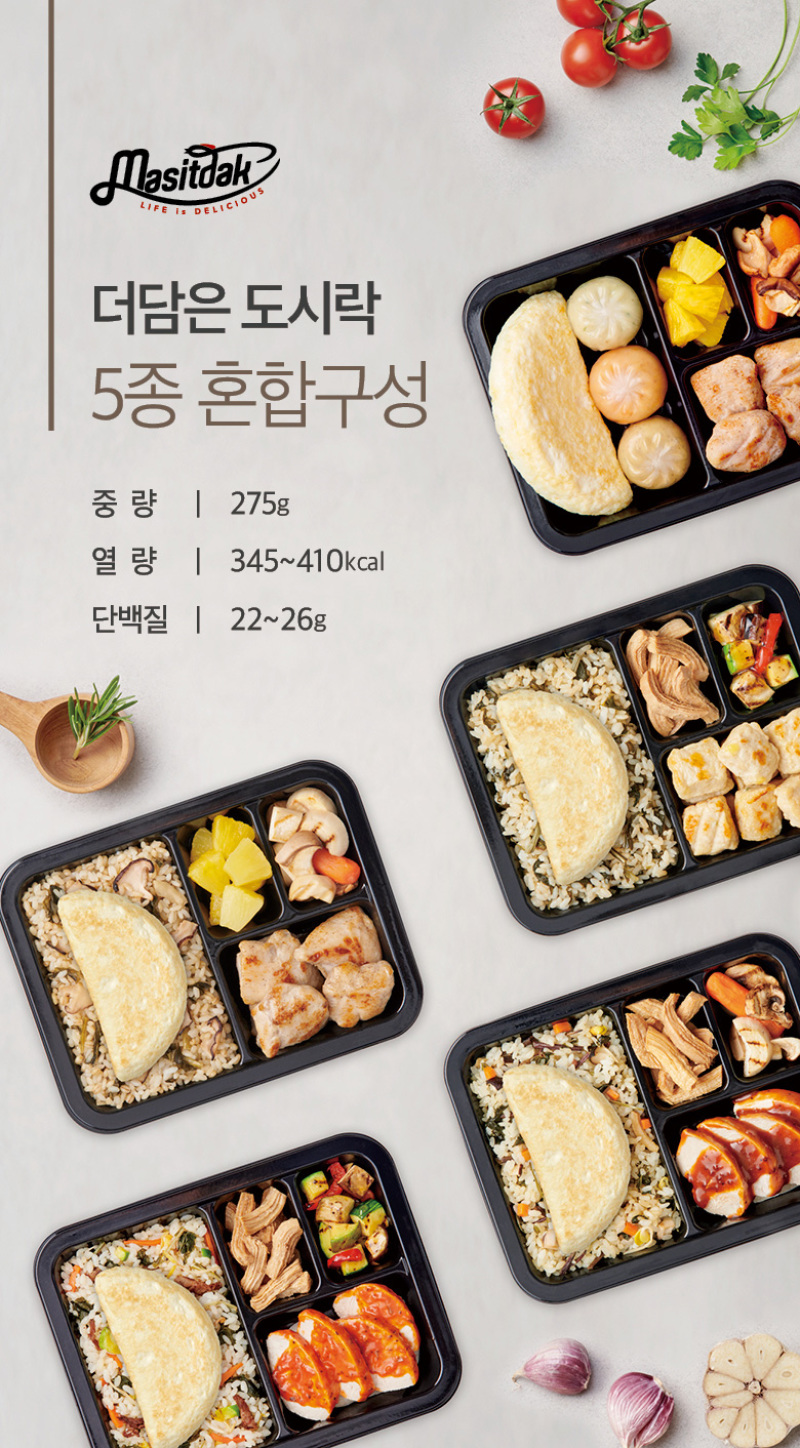 Masitdak
LIFE is DELICIOUS
더담은 도시락
5종 혼합구성
중 량 | 275g
열 량 | 345~410kcal
단백질 | 22~26g